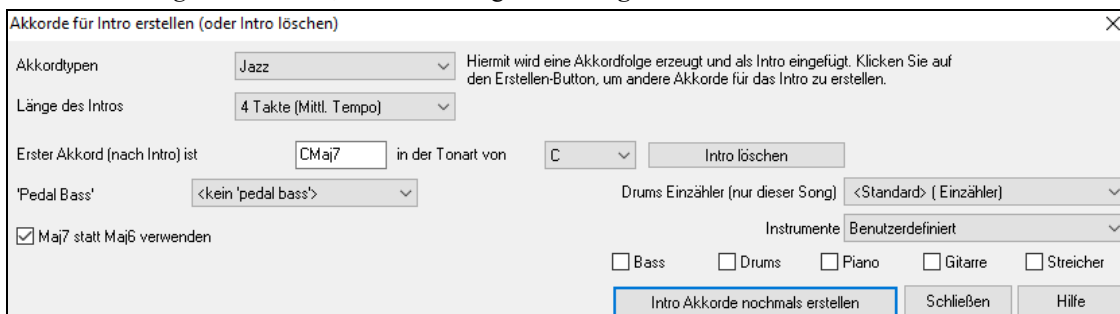 Akkorde für Intro erstellen (oder Intro löschen)
Akkordtypen Jazz Hiermit wird eine Akkordfolge erzeugt und als Intro eingefügt. Klicken Sie auf
den Erstellen-Button, um andere Akkorde für das Intro zu erstellen.
Länge des Intros 4 Takte (Mittl. Tempo)
Erster Akkord (nach Intro) ist CMaj7 in der Tonart von C Intro löschen
'Pedal Bass' <kein 'pedal bass'> Drums Einzähler (nur dieser Song) <Standard> ( Einzähler)
Maj7 statt Maj6 verwenden Instrumente Benutzerdefiniert
Bass Drums Piano Gitarre Streicher
Intro Akkorde nochmals erstellen Schließen Hilfe